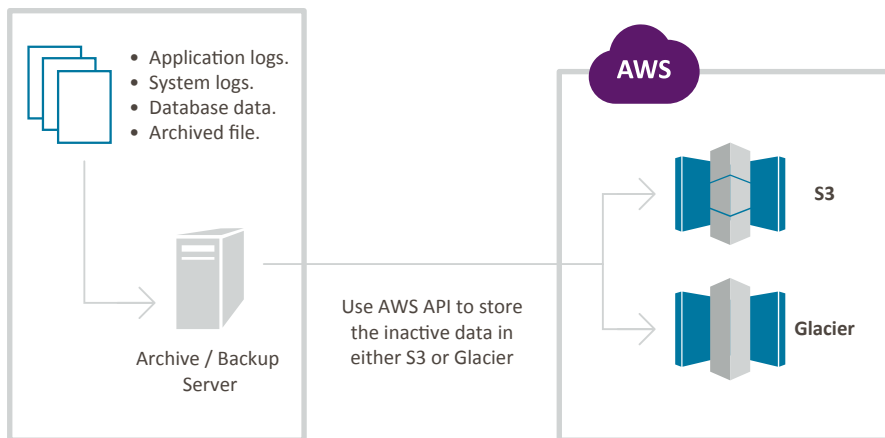 • Application logs.
• System logs.
• Database data.
• Archived file.
AWS
S3
Use AWS API to store
the inactive data in
either S3 or Glacier
Glacier
Archive / Backup
Server